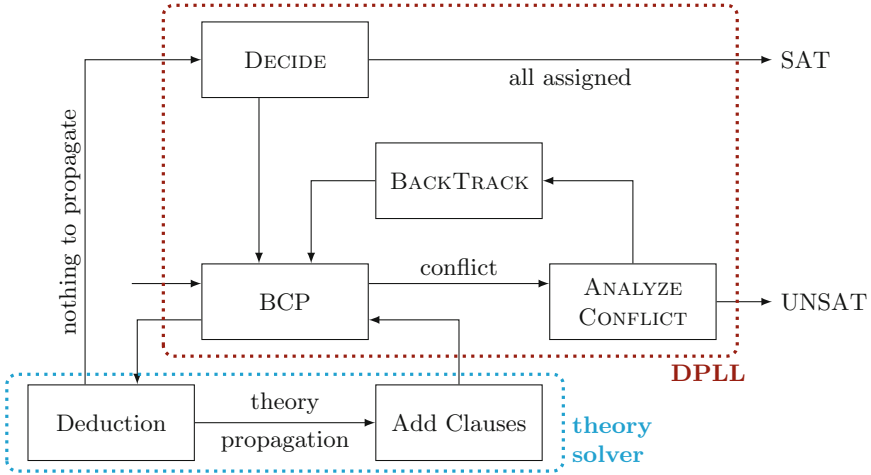 DECIDE
SAT
all assigned
nothing to propagate
BACKTRACK
conflict
BCP
ANALYZE
CONFLICT
UNSAT
DPLL
Deduction
theory
propagation
Add Clauses
theory
solver